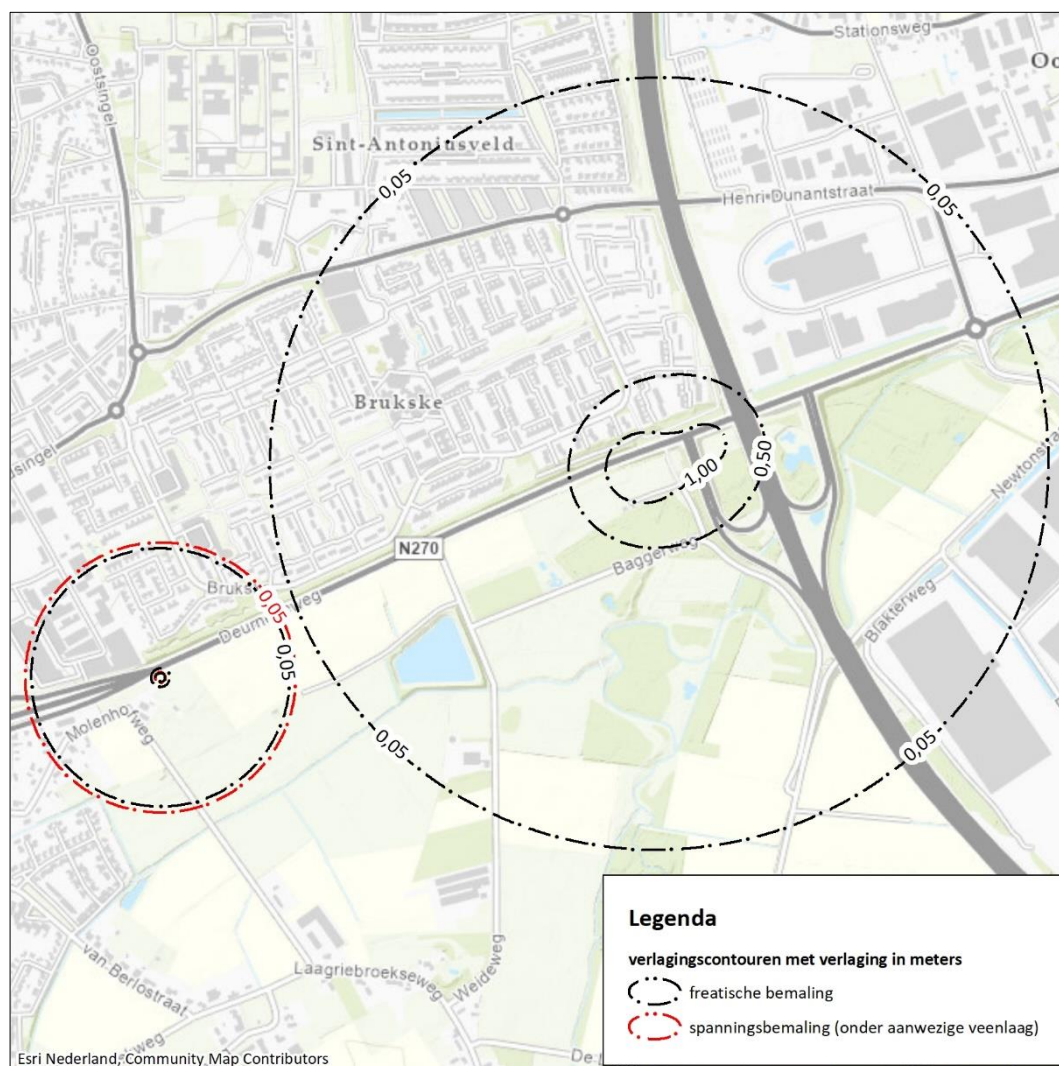 Oostsingel
Stationsweg
Sint-Antoniusveld
0,05
0,05
Henri Dunantstraat
Brukske
0,50
1,00
Newtonstraat
N270
Baggerweg
Blakterweg
0,05
0,05
0,05
0,05
Molenhofweg
Legenda
verlagingscontouren met verlaging in meters
freatische bemaling
spanningsbemaling (onder aanwezige veenlaag)
Laagriebroekseweg
Weideweg
van Berlostraat
Esri Nederland, Community Map Contributors